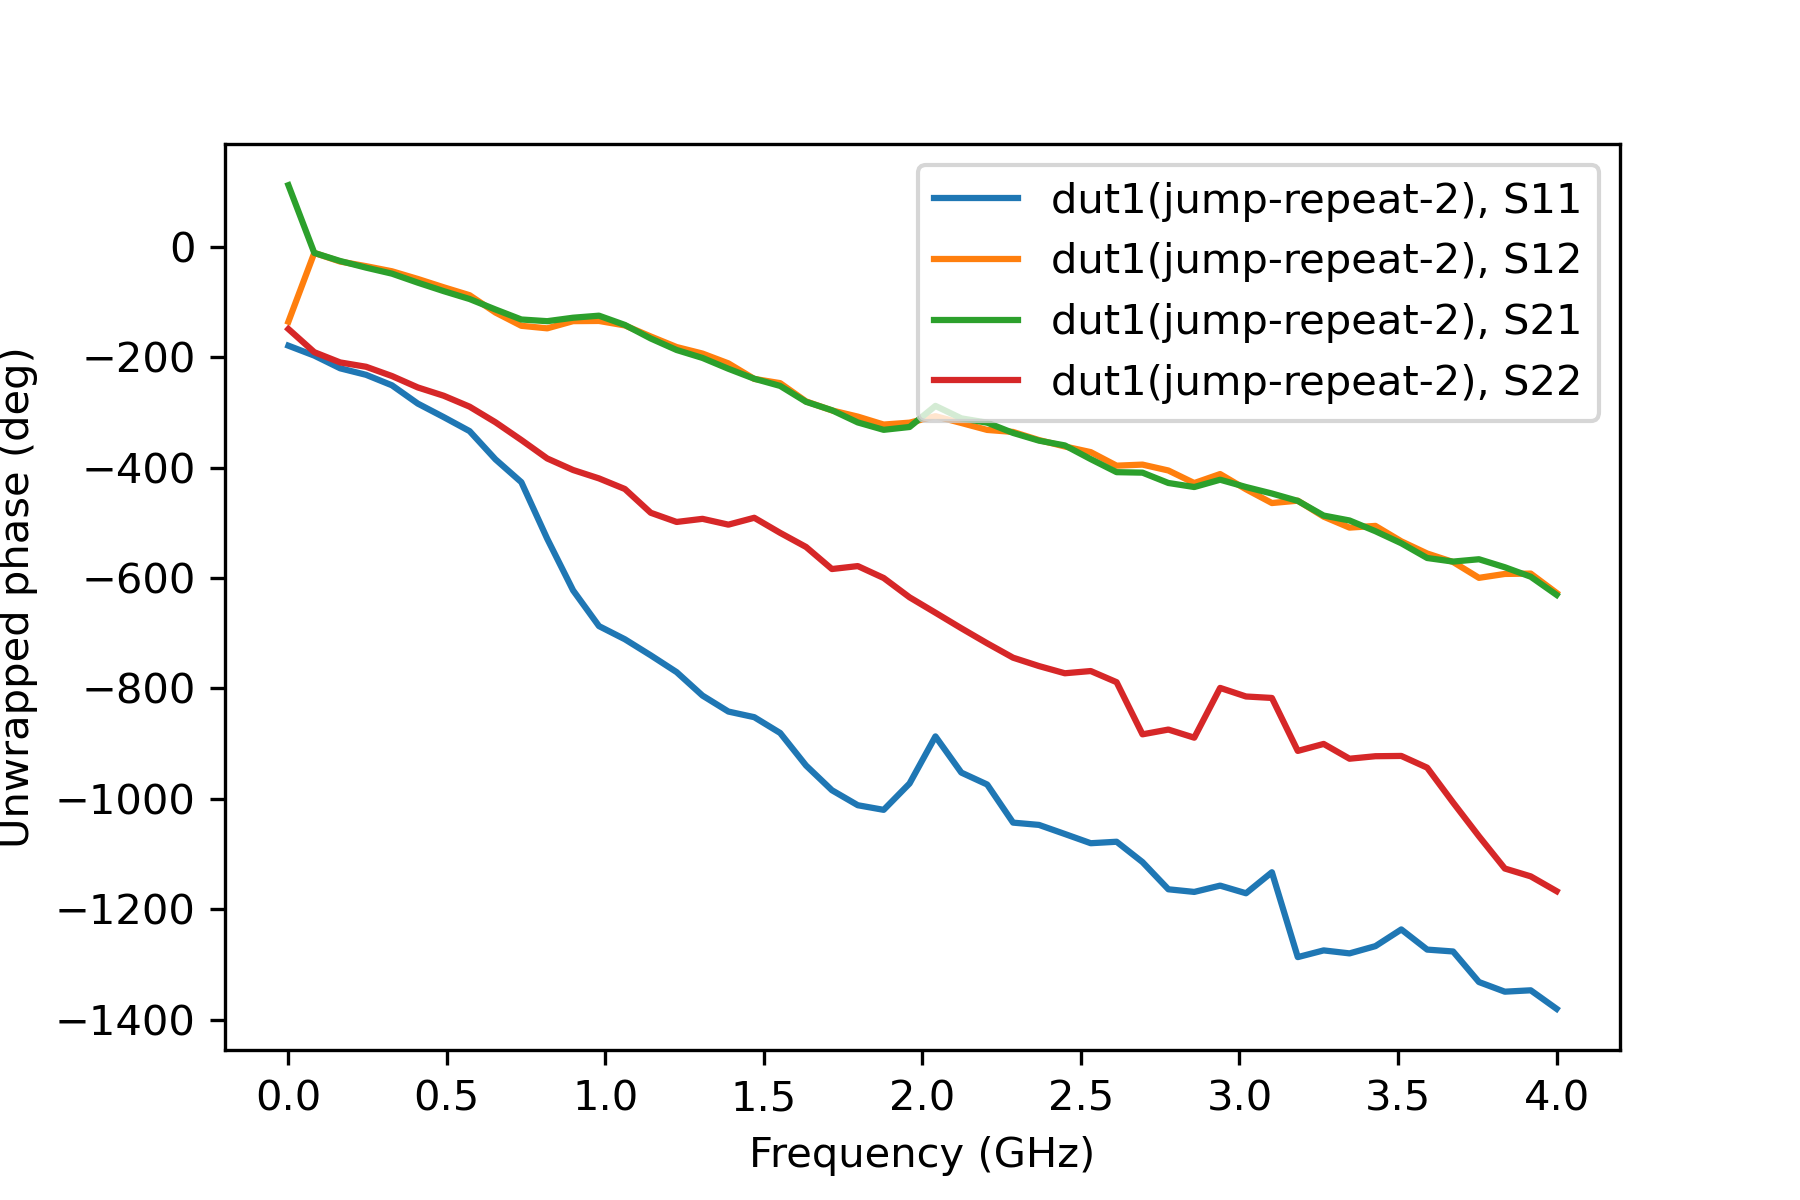 dut1(jump-repeat-2), S11
dut1(jump-repeat-2), S12
dut1(jump-repeat-2), S21
dut1(jump-repeat-2), S22
Unwrapped phase (deg)
0
−200
−400
−600
−800
−1000
−1200
−1400
0.0 0.5 1.0 1.5 2.0 2.5 3.0 3.5 4.0
Frequency (GHz)